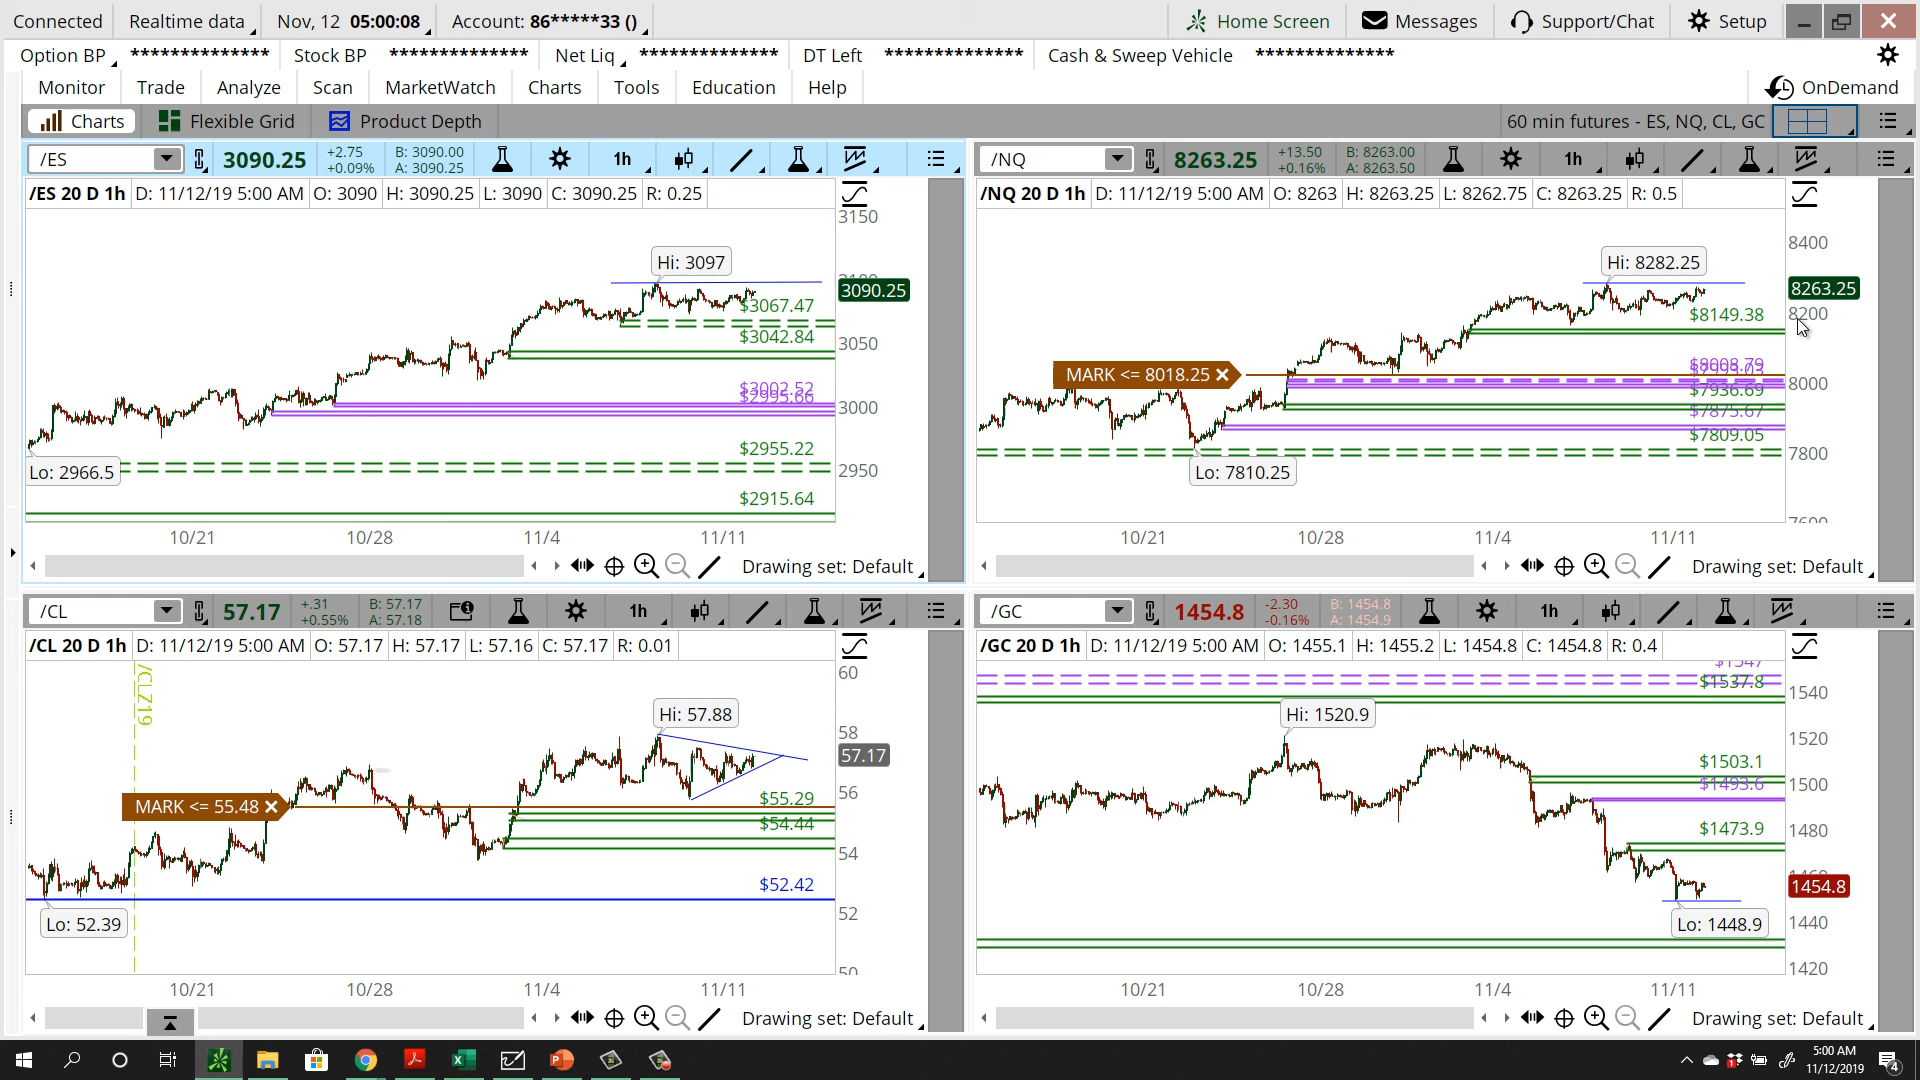 Connected Realtime data Nov, 12 05:00:08 Account: 86*****33 () Home Screen Messages Support/Chat Setup
Option BP ************** Stock BP ************** Net Liq ************** DT Left ************** Cash & Sweep Vehicle **************
Monitor Trade Analyze Scan MarketWatch Charts Tools Education Help OnDemand
Charts Flexible Grid Product Depth 60 min futures - ES, NQ, CL, GC
/ES 3090.25 +2.75 +0.09% B: 3090.00 A: 3090.25 1h
/ES 20 D 1h D: 11/12/19 5:00 AM O: 3090 H: 3090.25 L: 3090 C: 3090.25 R: 0.25
3150
Hi: 3097
3090.25
$3067.47
$3042.84
3050
$3002.52
$2995.66
3000
$2955.22
Lo: 2966.5
2950
$2915.64
10/21 10/28 11/4 11/11
Drawing set: Default
/NQ 8263.25 +13.50 +0.16% B: 8263.00 A: 8263.50 1h
/NQ 20 D 1h D: 11/12/19 5:00 AM O: 8263 H: 8263.25 L: 8262.75 C: 8263.25 R: 0.5
8400
Hi: 8282.25
8263.25
$8149.38
8200
MARK <= 8018.25
$8008.79
8000
$7936.69
$7875.67
$7809.05
7800
Lo: 7810.25
10/21 10/28 11/4 11/11
Drawing set: Default
/CL 57.17 +.31 +0.55% B: 57.17 A: 57.18 1h
/CL 20 D 1h D: 11/12/19 5:00 AM O: 57.17 H: 57.17 L: 57.16 C: 57.17 R: 0.01
/CLZ19
60
Hi: 57.88
58
57.17
MARK <= 55.48
$55.29
56
$54.44
54
$52.42
Lo: 52.39
52
50
10/21 10/28 11/4 11/11
Drawing set: Default
/GC 1454.8 -2.30 -0.16% B: 1454.8 A: 1454.9 1h
/GC 20 D 1h D: 11/12/19 5:00 AM O: 1455.1 H: 1455.2 L: 1454.8 C: 1454.8 R: 0.4
$1547
$1537.8
1540
Hi: 1520.9
1520
$1503.1
$1493.6
1500
$1473.9
1480
1454.8
Lo: 1448.9
1440
1420
10/21 10/28 11/4 11/11
Drawing set: Default
5:00 AM
11/12/2019
4